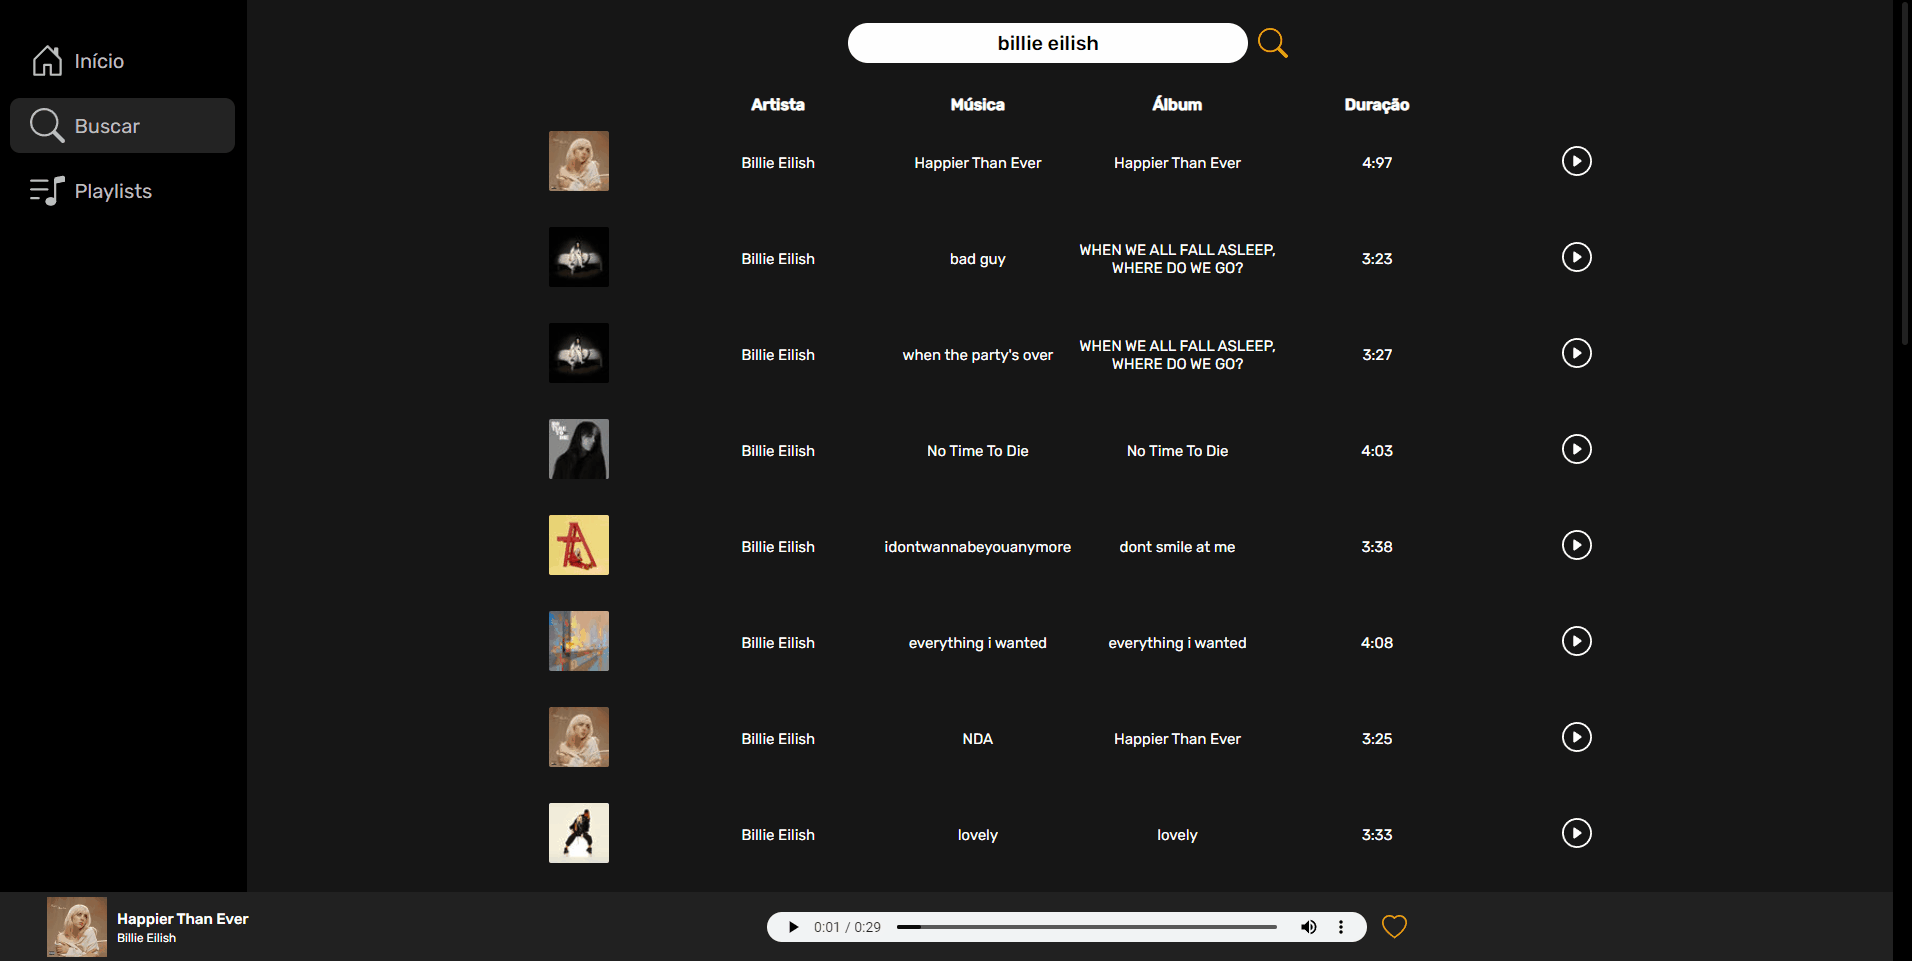 Início
Buscar
Playlists
billie eilish
Artista Música Álbum Duração
Billie Eilish Happier Than Ever Happier Than Ever 4:97
Billie Eilish bad guy WHEN WE ALL FALL ASLEEP, WHERE DO WE GO? 3:23
Billie Eilish when the party's over WHEN WE ALL FALL ASLEEP, WHERE DO WE GO? 3:27
Billie Eilish No Time To Die No Time To Die 4:03
Billie Eilish idontwannabeyouanymore dont smile at me 3:38
Billie Eilish everything i wanted everything i wanted 4:08
Billie Eilish NDA Happier Than Ever 3:25
Billie Eilish lovely lovely 3:33
Happier Than Ever
Billie Eilish
0:01 / 0:29